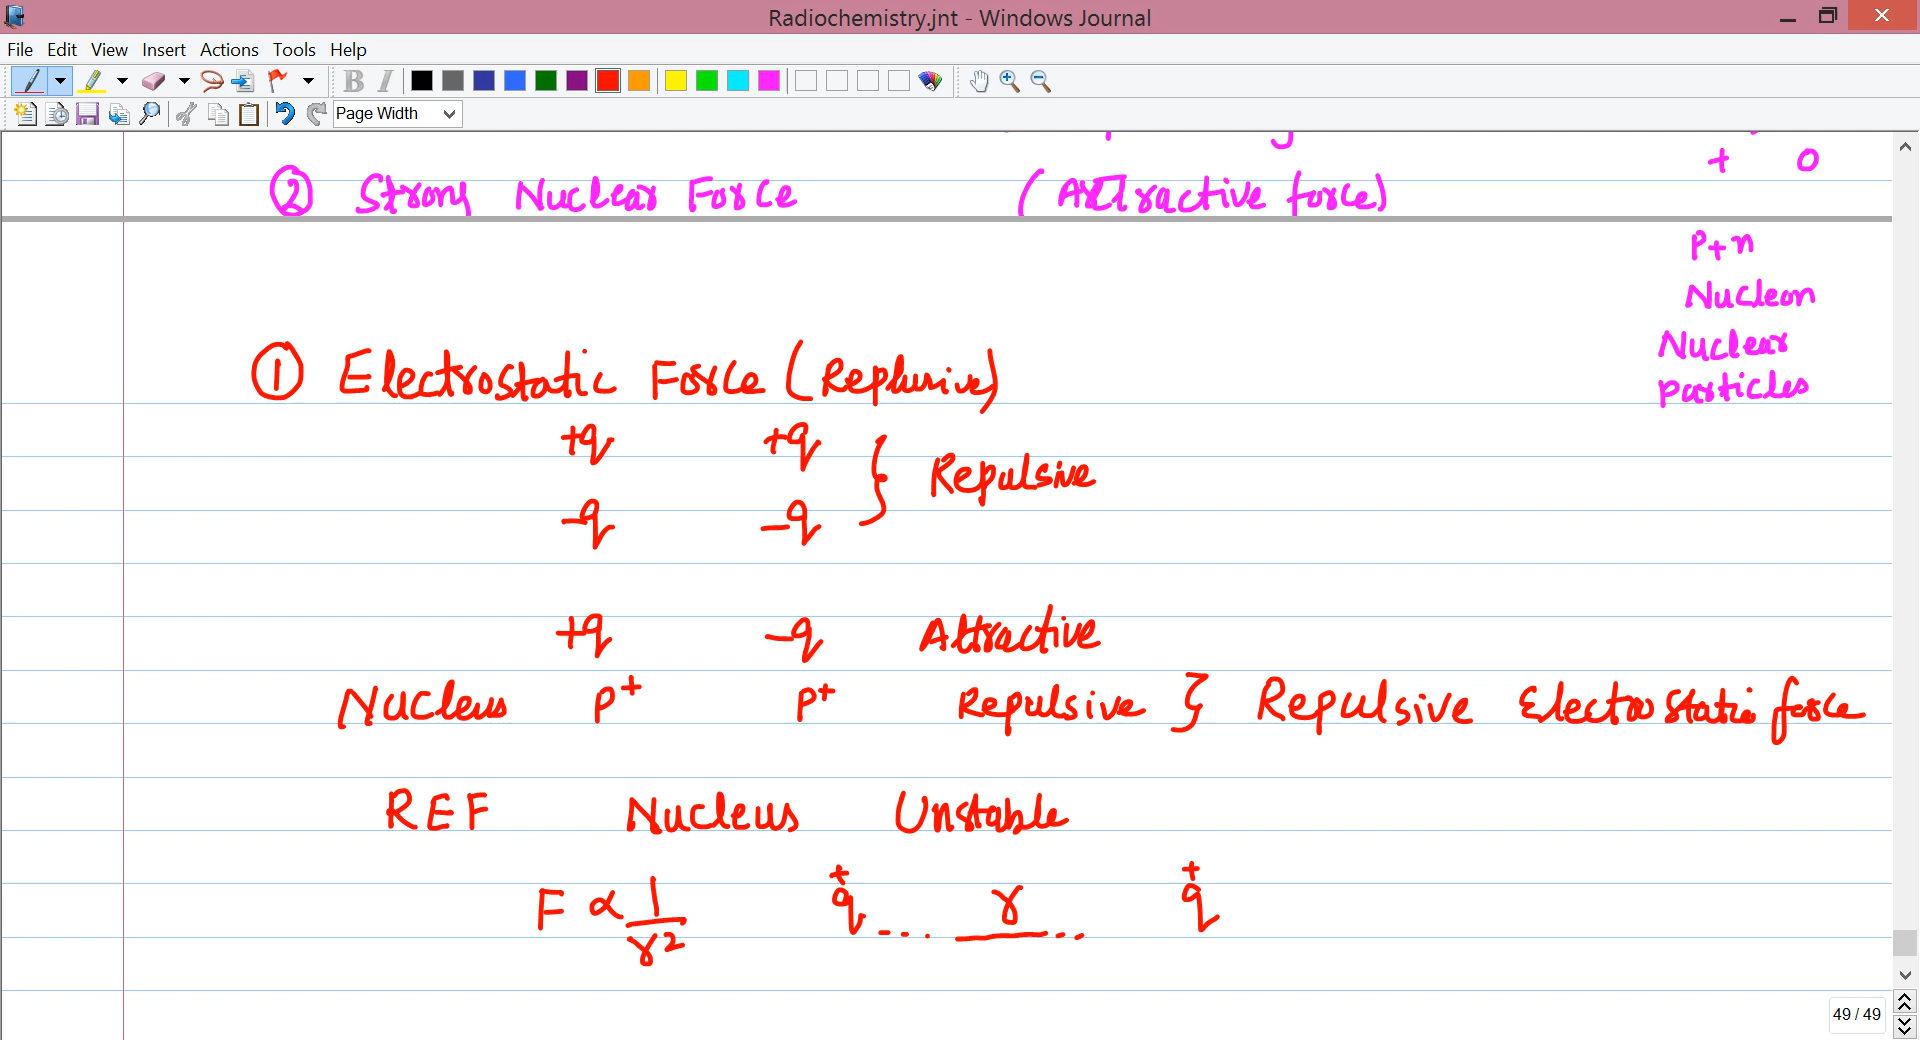 Radiochemistry.jnt - Windows Journal
File Edit View Insert Actions Tools Help
B I
Page Width
+ 0
② Strong Nuclear Force (Attractive force)
P+n
Nucleon
Nuclear
particles
① Electrostatic Force (Replusive)
+q +q
-q -q } Repulsive
+q -q Attractive
Nucleus P+ P+ Repulsive } Repulsive Electrostatic force
REF Nucleus Unstable
F ∝ 1/r² +q ... r ... +q
49 / 49